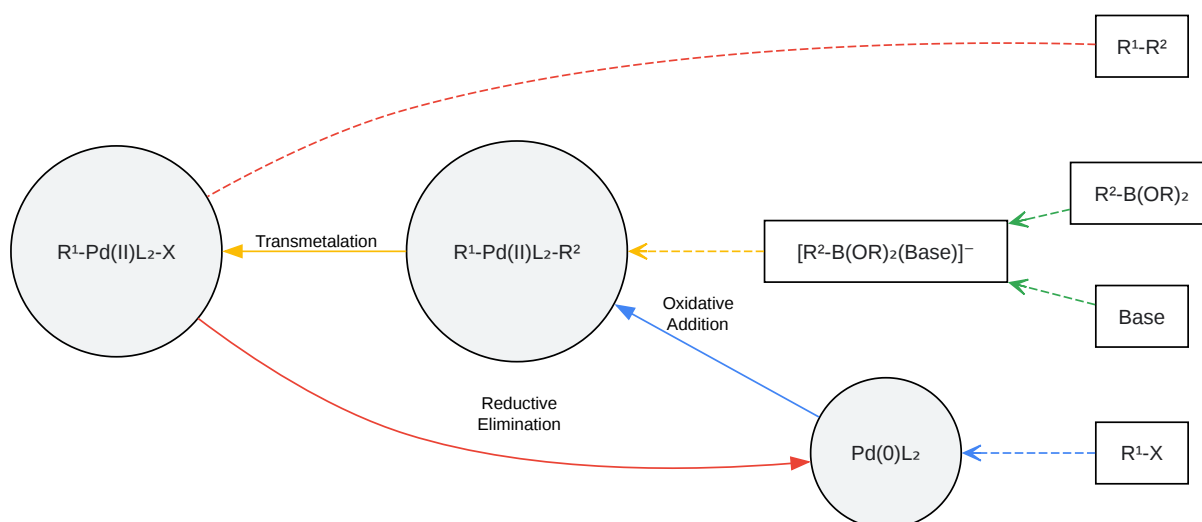 R¹-R²
R²-B(OR)₂
Transmetalation
R¹-Pd(II)L₂-X
R¹-Pd(II)L₂-R²
[R²-B(OR)₂(Base)]⁻
Oxidative
Addition
Base
Reductive
Elimination
Pd(0)L₂
R¹-X